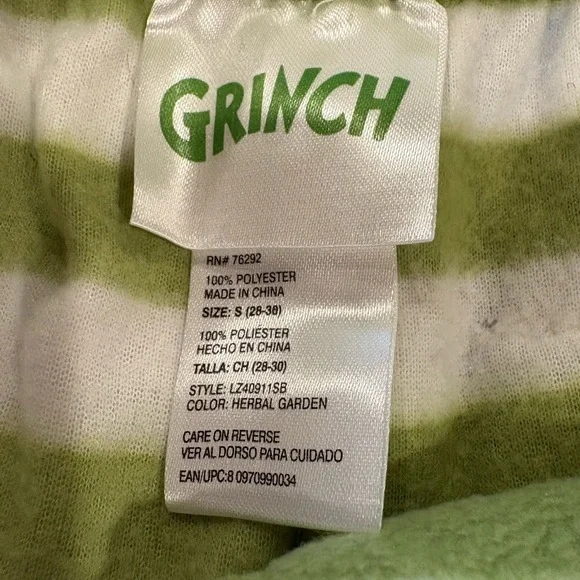 GRINCH
RN# 76292
100% POLYESTER
MADE IN CHINA
SIZE: S (28-30)
100% POLIÉSTER
HECHO EN CHINA
TALLA: CH (28-30)
STYLE: LZ40911SB
COLOR: HERBAL GARDEN
CARE ON REVERSE
VER AL DORSO PARA CUIDADO
EAN/UPC:8 0970990034